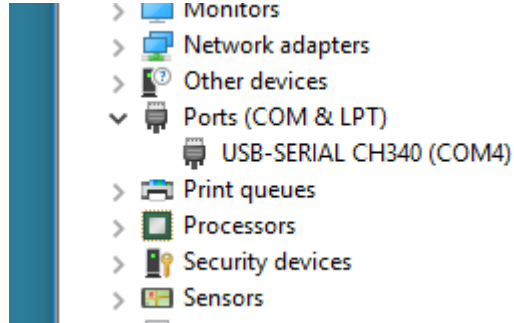 Monitors
Network adapters
Other devices
Ports (COM & LPT)
USB-SERIAL CH340 (COM4)
Print queues
Processors
Security devices
Sensors